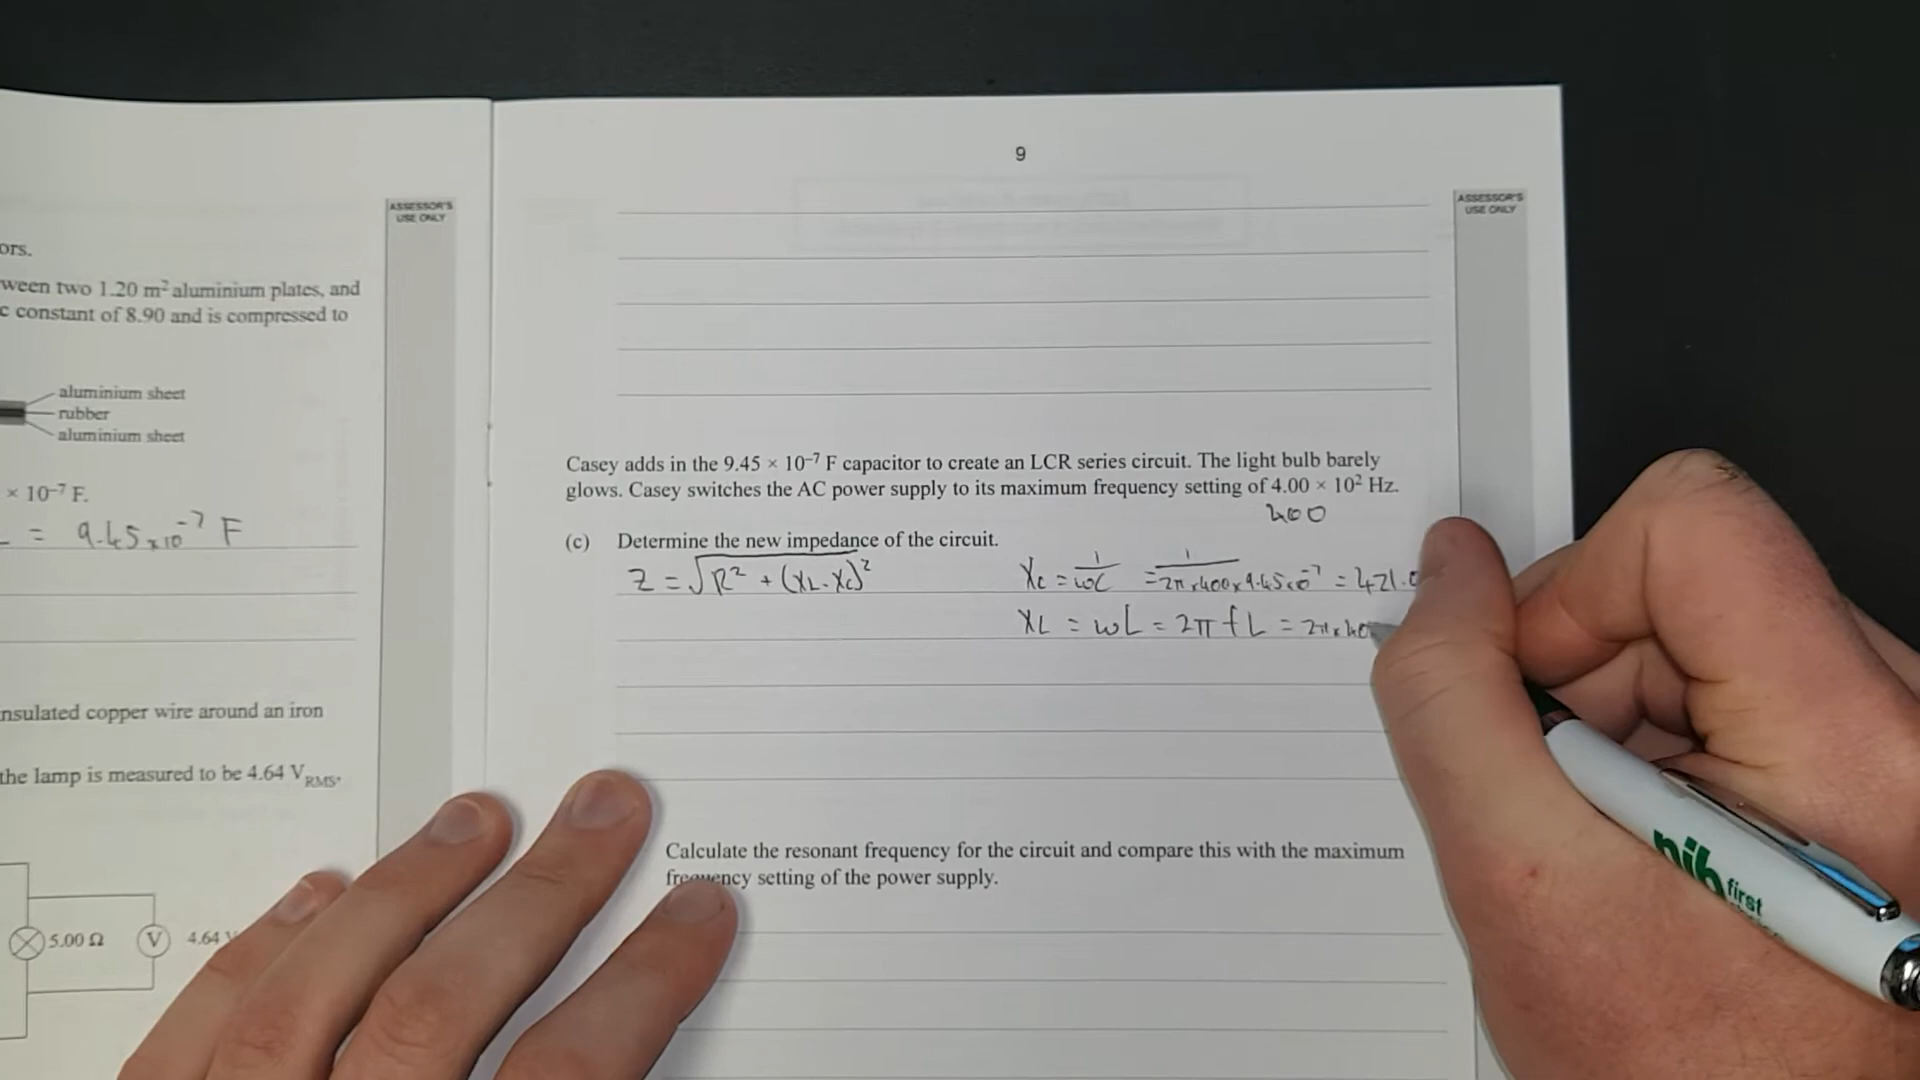 ASSESSOR'S
USE ONLY
ors.
ween two 1.20 m² aluminium plates, and
c constant of 8.90 and is compressed to
aluminium sheet
rubber
aluminium sheet
× 10⁻⁷ F.
= 9.45 x 10⁻⁷ F
nsulated copper wire around an iron
the lamp is measured to be 4.64 V_RMS.
5.00 Ω
V
4.64
9
ASSESSOR'S
USE ONLY
Casey adds in the 9.45 × 10⁻⁷ F capacitor to create an LCR series circuit. The light bulb barely
glows. Casey switches the AC power supply to its maximum frequency setting of 4.00 × 10² Hz.
400
(c) Determine the new impedance of the circuit.
Z = √R² + (XL - Xc)²
Xc = 1/ωC = 1/2π x 400 x 9.45x10⁻⁷ = 421.0
XL = ωL = 2πfL = 2π x 40
Calculate the resonant frequency for the circuit and compare this with the maximum
frequency setting of the power supply.
nib first